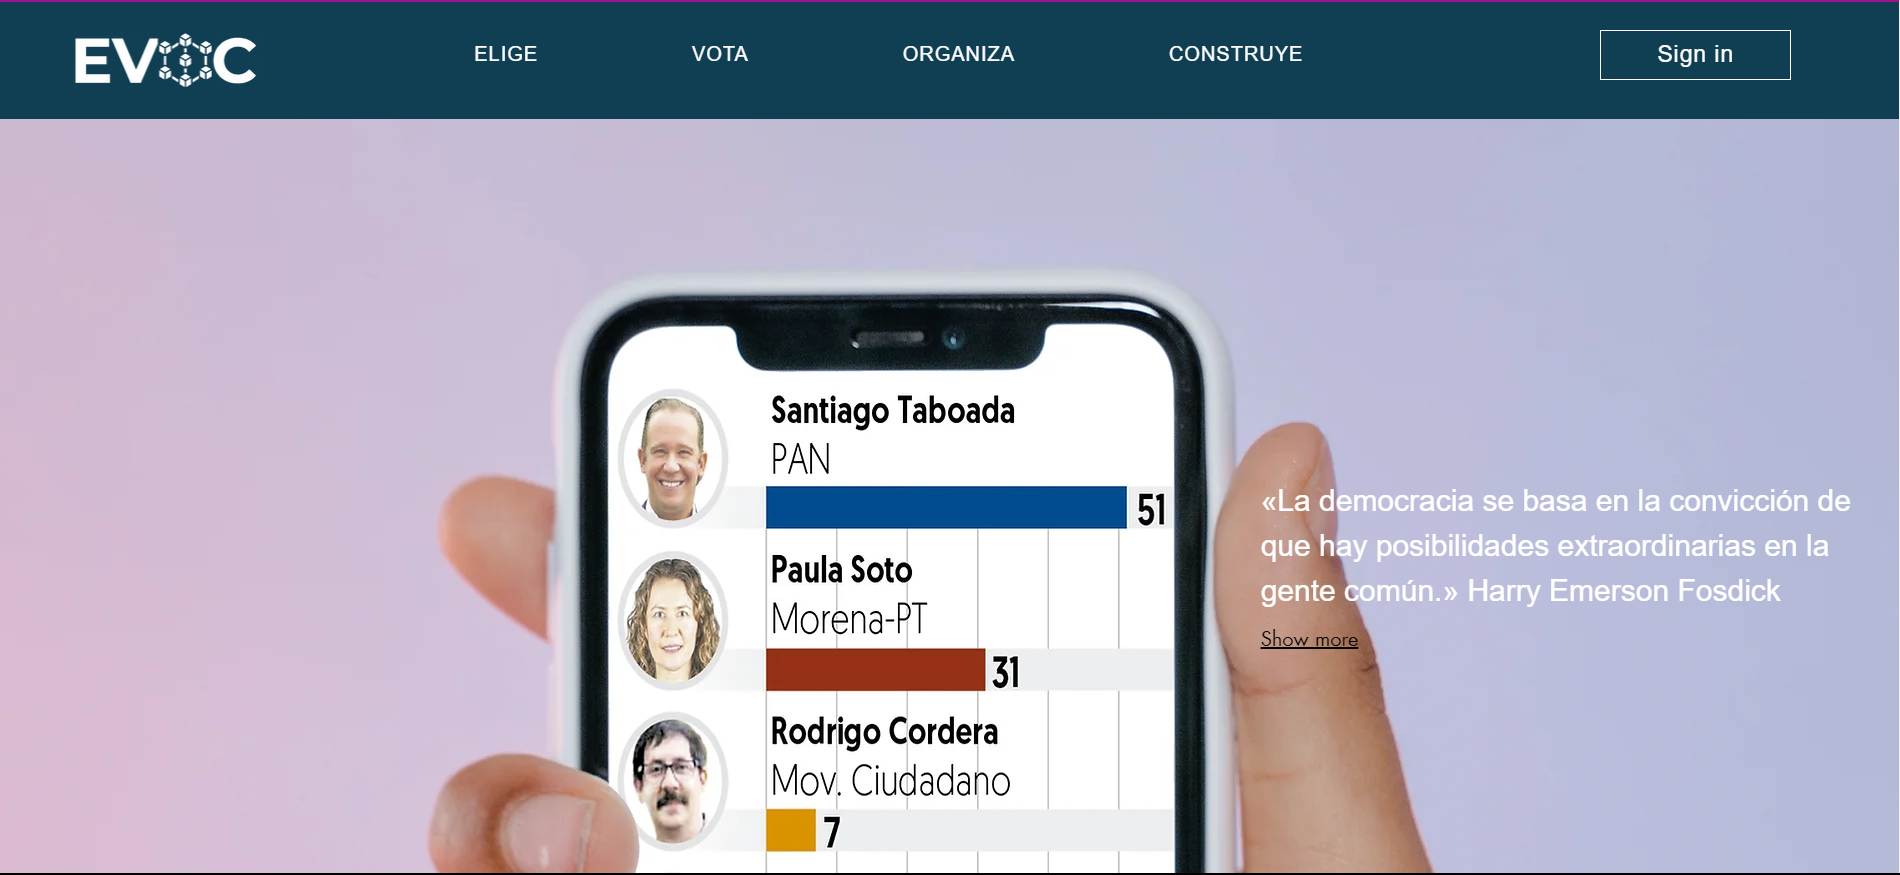 EVOC
ELIGE
VOTA
ORGANIZA
CONSTRUYE
Sign in
Santiago Taboada
PAN
51
Paula Soto
Morena-PT
31
Rodrigo Cordera
Mov. Ciudadano
7
«La democracia se basa en la convicción de
que hay posibilidades extraordinarias en la
gente común.» Harry Emerson Fosdick
Show more